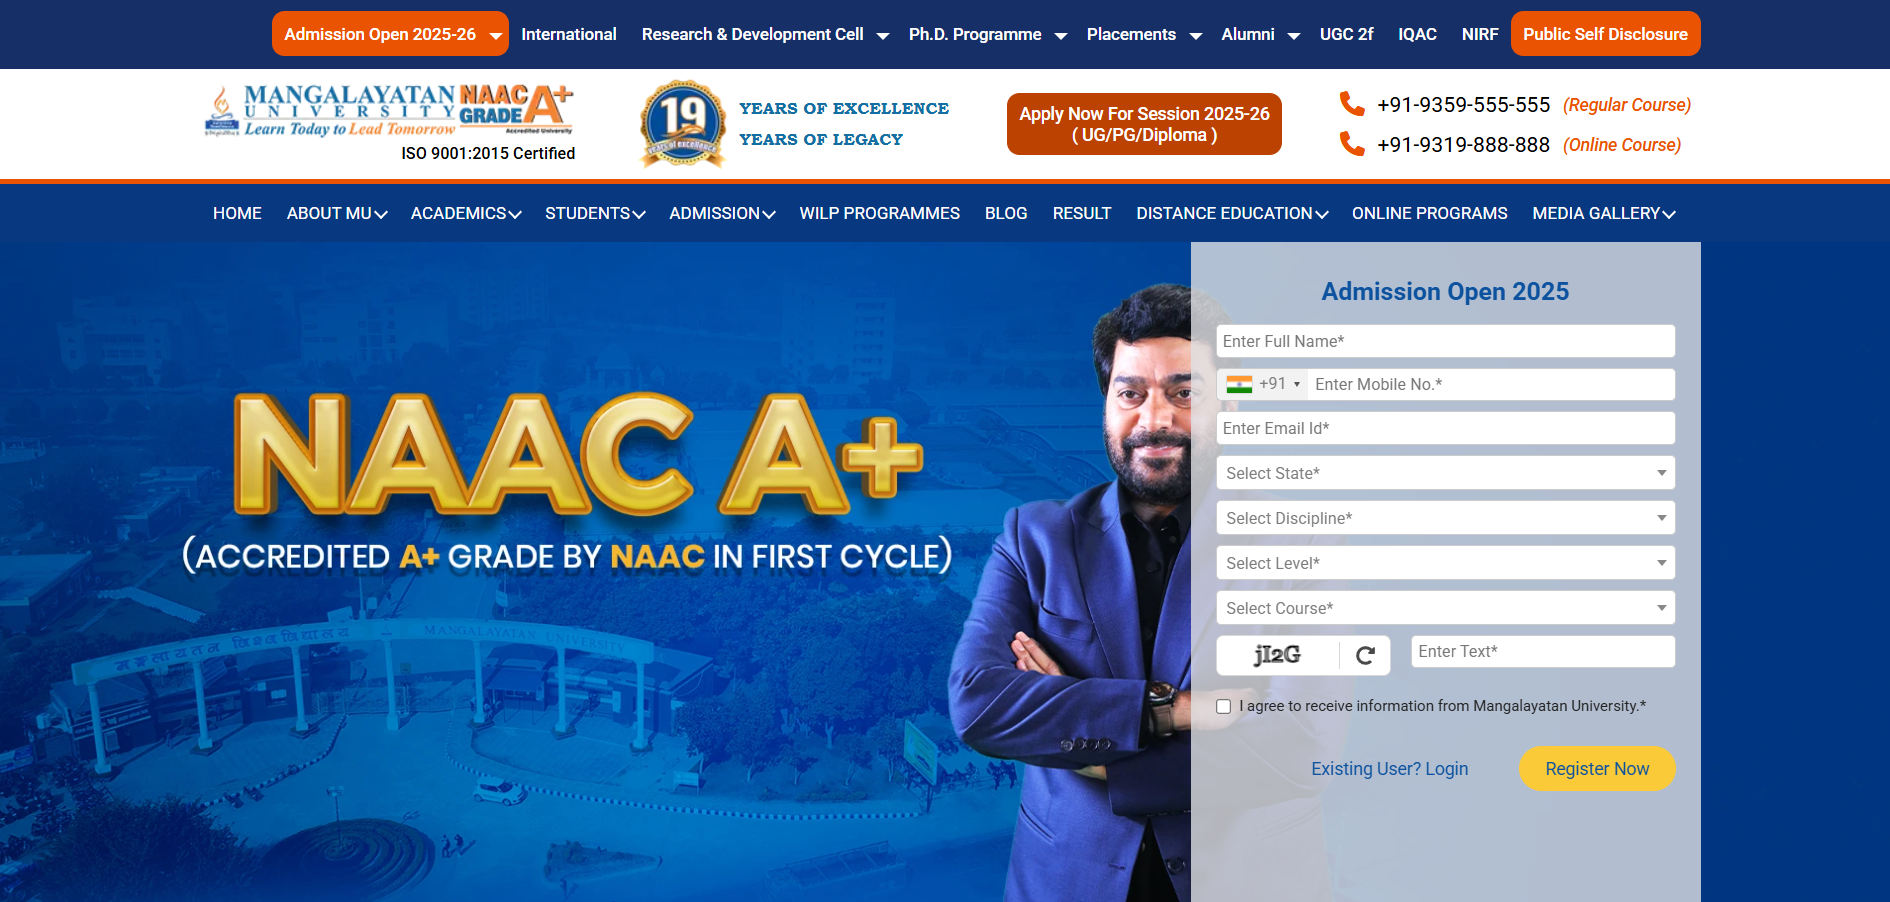 Admission Open 2025-26 International Research & Development Cell Ph.D. Programme Placements Alumni UGC 2f IQAC NIRF Public Self Disclosure
MANGALAYATAN
UNIVERSITY
Learn Today to Lead Tomorrow
NAAC
GRADE A+
Accredited University
ISO 9001:2015 Certified
19
Years of excellence
YEARS OF EXCELLENCE
YEARS OF LEGACY
Apply Now For Session 2025-26
( UG/PG/Diploma )
+91-9359-555-555 (Regular Course)
+91-9319-888-888 (Online Course)
HOME ABOUT MU ACADEMICS STUDENTS ADMISSION WILP PROGRAMMES BLOG RESULT DISTANCE EDUCATION ONLINE PROGRAMS MEDIA GALLERY
NAAC A+
(ACCREDITED A+ GRADE BY NAAC IN FIRST CYCLE)
मङ्गलायतन विश्वविद्यालय MANGALAYATAN UNIVERSITY
Admission Open 2025
Enter Full Name*
+91 Enter Mobile No.*
Enter Email Id*
Select State*
Select Discipline*
Select Level*
Select Course*
jI2G Enter Text*
I agree to receive information from Mangalayatan University.*
Existing User? Login Register Now